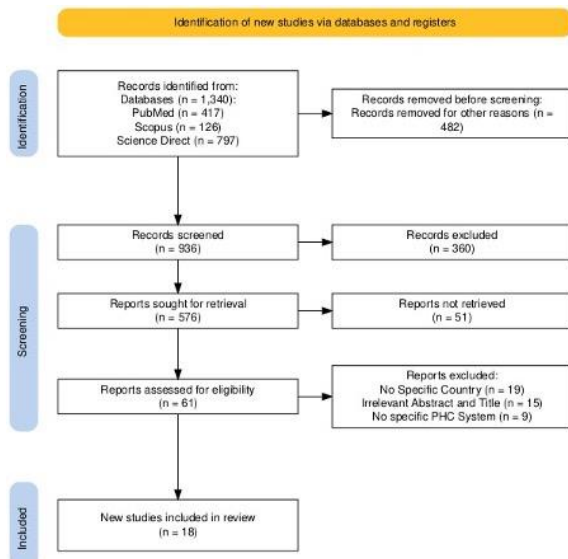 Identification of new studies via databases and registers
Identification
Records identified from:
Databases (n = 1,340):
PubMed (n = 417)
Scopus (n = 126)
Science Direct (n = 797)
Records removed before screening:
Records removed for other reasons (n =
482)
Screening
Records screened
(n = 936)
Records excluded
(n = 360)
Reports sought for retrieval
(n = 576)
Reports not retrieved
(n = 51)
Reports assessed for eligibility
(n = 61)
Reports excluded:
No Specific Country (n = 19)
Irrelevant Abstract and Title (n = 15)
No specific PHC System (n = 9)
Included
New studies included in review
(n = 18)